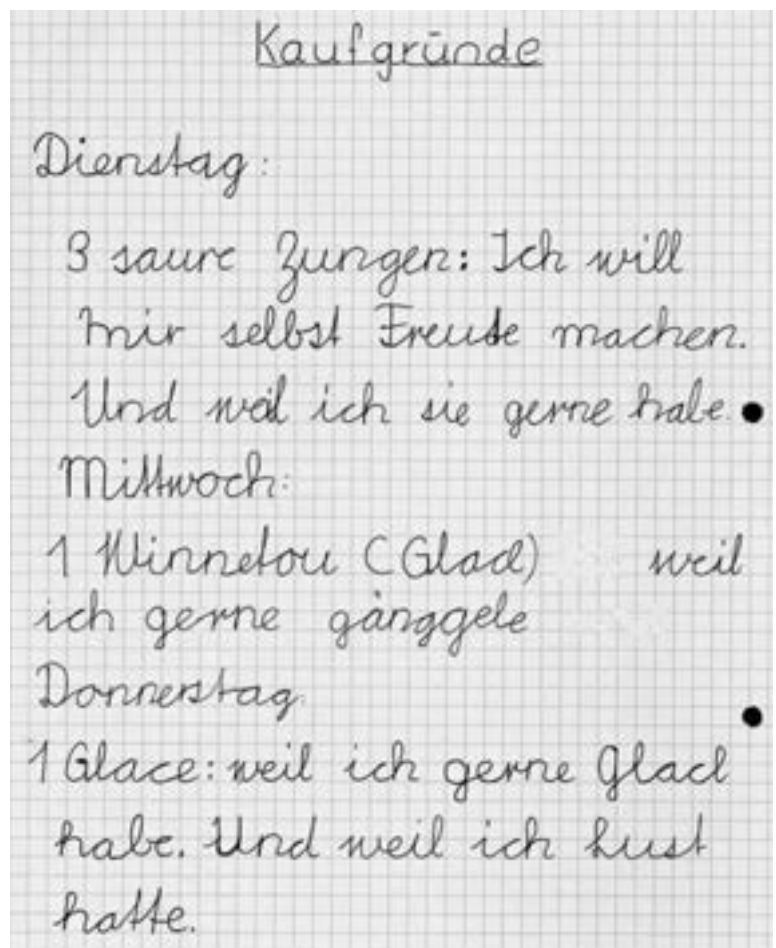 Kaufgründe
Dienstag:
3 saure Zungen: Ich will
mir selbst Freude machen.
Und weil ich sie gerne habe.
Mittwoch:
1 Winnetou (Glacé) weil
ich gerne gänggele
Donnerstag
1 Glace: weil ich gerne Glacé
habe. Und weil ich Lust
hatte.